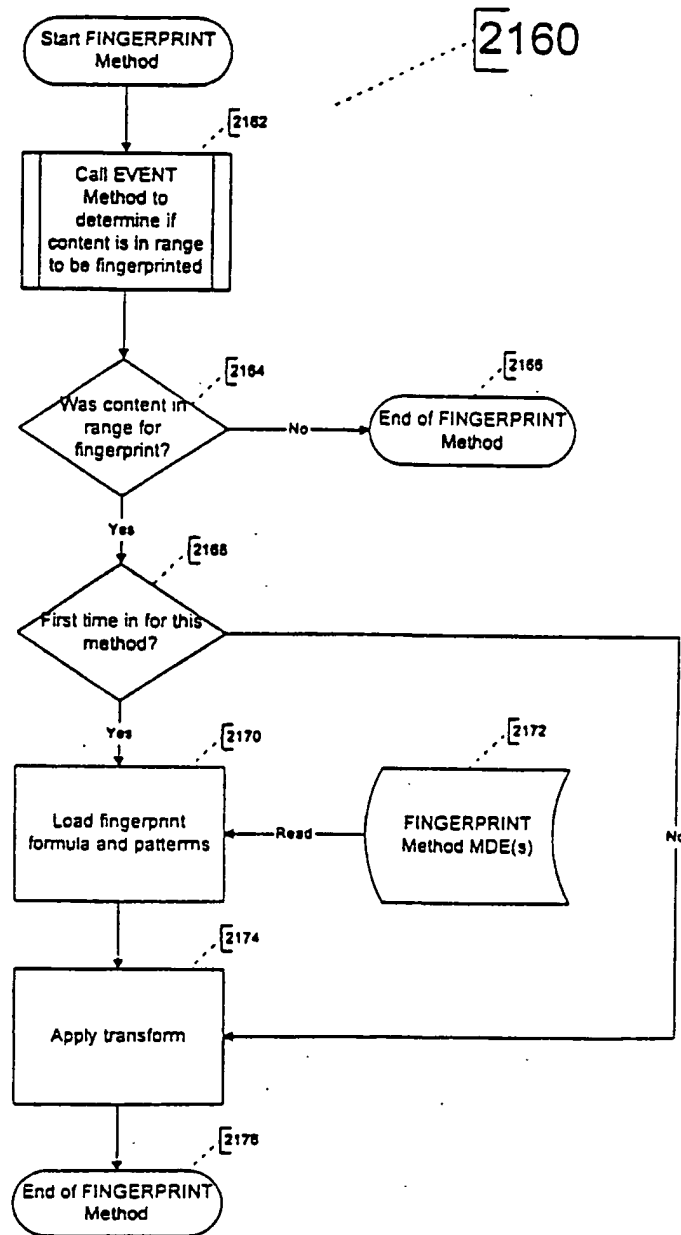 Start FINGERPRINT
Method
2160
2162
Call EVENT
Method to
determine if
content is in range
to be fingerprinted
2164
Was content in
range for
fingerprint?
No
2166
End of FINGERPRINT
Method
Yes
2168
First time in for this
method?
Yes
2170
Load fingerprint
formula and patterms
Read
2172
FINGERPRINT
Method MDE(s)
No
2174
Apply transform
2176
End of FINGERPRINT
Method